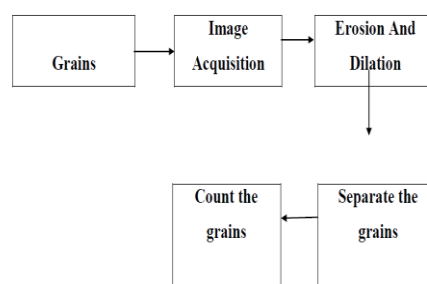 Grains
Image
Acquisition
Erosion And
Dilation
Count the
grains
Separate the
grains